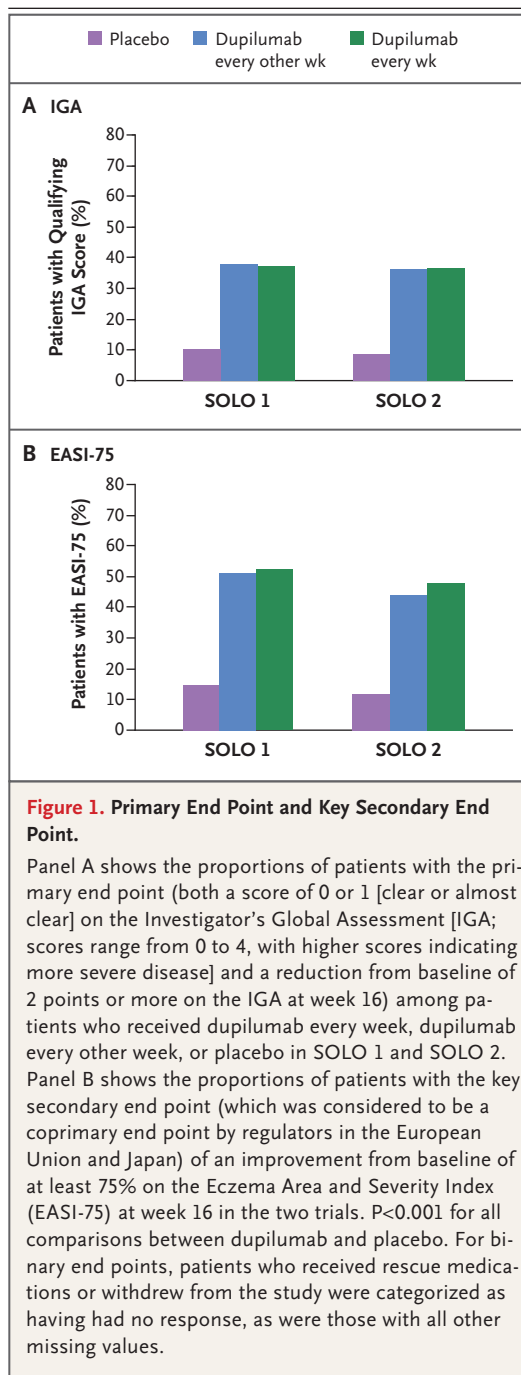 Placebo
Dupilumab
every other wk
Dupilumab
every wk
A IGA
Patients with Qualifying
IGA Score (%)
80
70
60
50
40
30
20
10
0
SOLO 1
SOLO 2
B EASI-75
Patients with EASI-75 (%)
80
70
60
50
40
30
20
10
0
SOLO 1
SOLO 2
Figure 1. Primary End Point and Key Secondary End
Point.
Panel A shows the proportions of patients with the pri-
mary end point (both a score of 0 or 1 [clear or almost
clear] on the Investigator’s Global Assessment [IGA;
scores range from 0 to 4, with higher scores indicating
more severe disease] and a reduction from baseline of
2 points or more on the IGA at week 16) among pa-
tients who received dupilumab every week, dupilumab
every other week, or placebo in SOLO 1 and SOLO 2.
Panel B shows the proportions of patients with the key
secondary end point (which was considered to be a
coprimary end point by regulators in the European
Union and Japan) of an improvement from baseline of
at least 75% on the Eczema Area and Severity Index
(EASI-75) at week 16 in the two trials. P<0.001 for all
comparisons between dupilumab and placebo. For bi-
nary end points, patients who received rescue medica-
tions or withdrew from the study were categorized as
having had no response, as were those with all other
missing values.